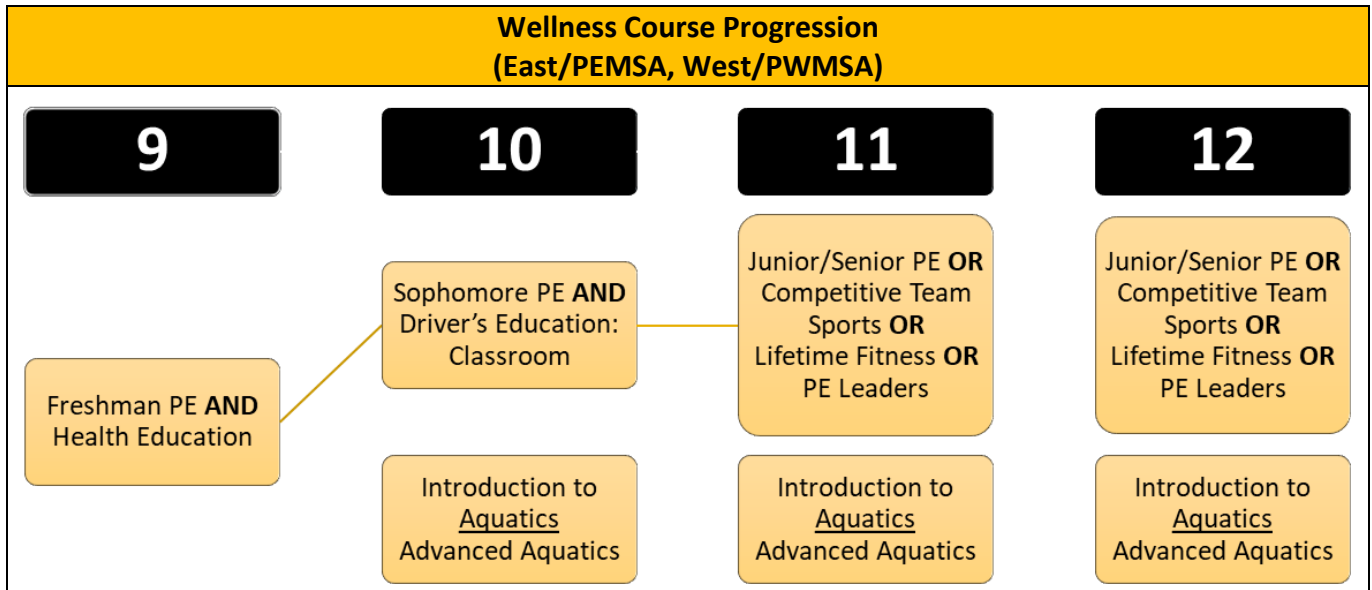 Wellness Course Progression
(East/PEMSA, West/PWMSA)
9
10
11
12
Freshman PE AND
Health Education
Sophomore PE AND
Driver’s Education:
Classroom
Junior/Senior PE OR
Competitive Team
Sports OR
Lifetime Fitness OR
PE Leaders
Junior/Senior PE OR
Competitive Team
Sports OR
Lifetime Fitness OR
PE Leaders
Introduction to
Aquatics
Advanced Aquatics
Introduction to
Aquatics
Advanced Aquatics
Introduction to
Aquatics
Advanced Aquatics